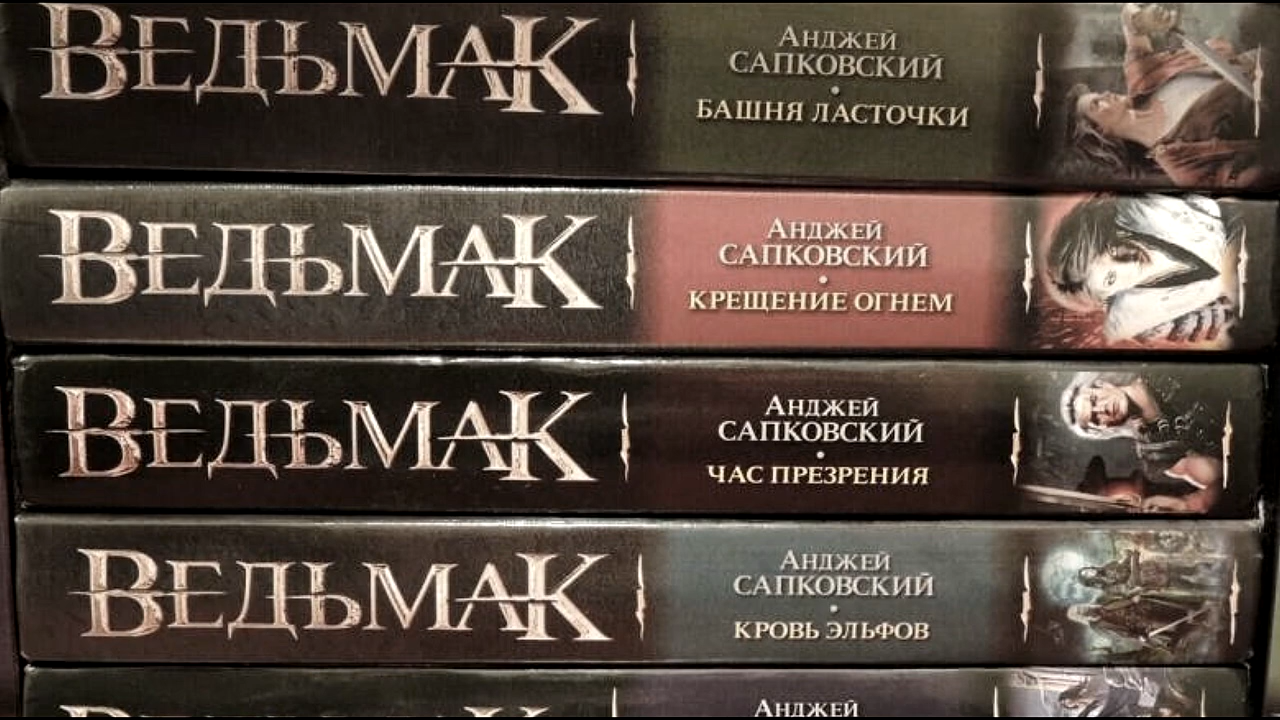 ВЕДЬМАК
АНДЖЕЙ
САПКОВСКИЙ
•
БАШНЯ ЛАСТОЧКИ
ВЕДЬМАК
АНДЖЕЙ
САПКОВСКИЙ
•
КРЕЩЕНИЕ ОГНЕМ
ВЕДЬМАК
АНДЖЕЙ
САПКОВСКИЙ
•
ЧАС ПРЕЗРЕНИЯ
ВЕДЬМАК
АНДЖЕЙ
САПКОВСКИЙ
•
КРОВЬ ЭЛЬФОВ
АНДЖЕЙ